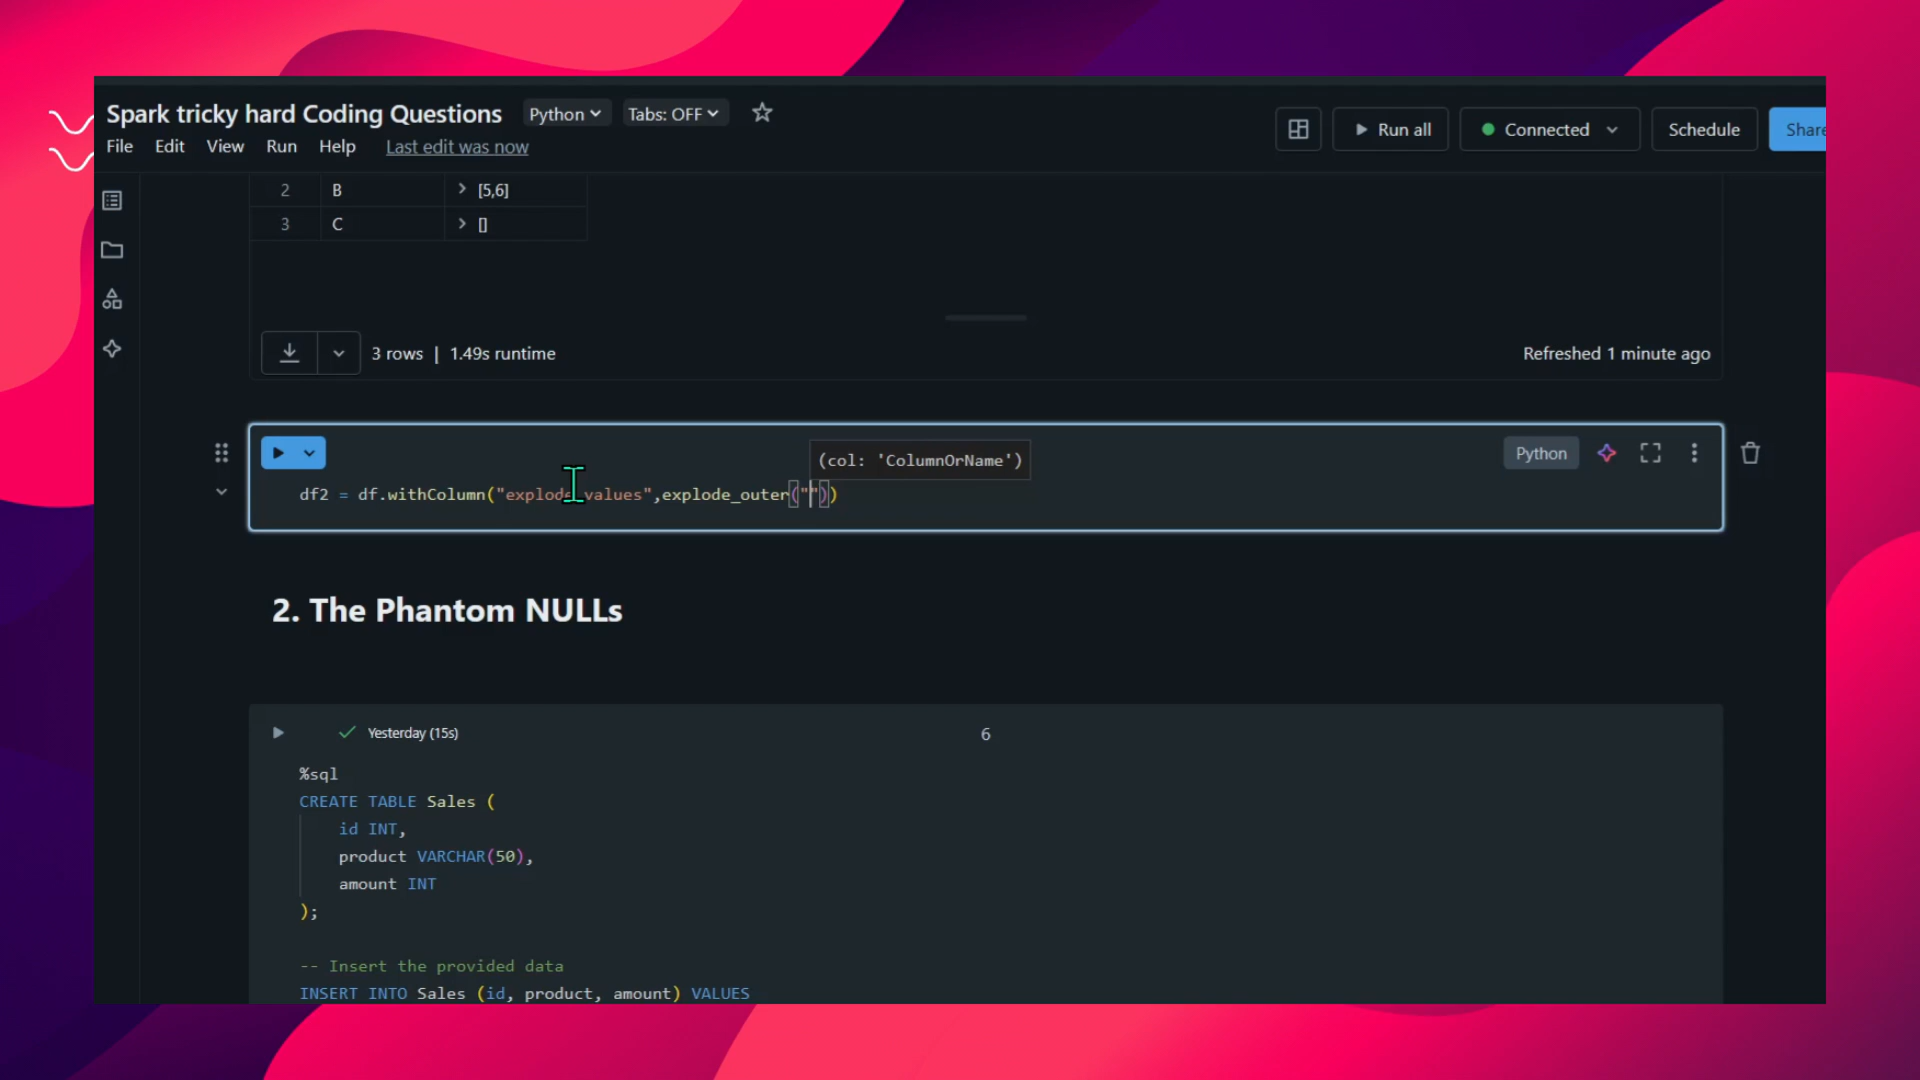 Spark tricky hard Coding Questions
Python
Tabs: OFF
File
Edit
View
Run
Help
Last edit was now
Run all
Connected
Schedule
Share
2 B [5,6]
3 C []
3 rows | 1.49s runtime
Refreshed 1 minute ago
(col: 'ColumnOrName')
Python
df2 = df.withColumn("explode_values",explode_outer(""))
2. The Phantom NULLs
Yesterday (15s)
6
%sql
CREATE TABLE Sales (
id INT,
product VARCHAR(50),
amount INT
);
-- Insert the provided data
INSERT INTO Sales (id, product, amount) VALUES